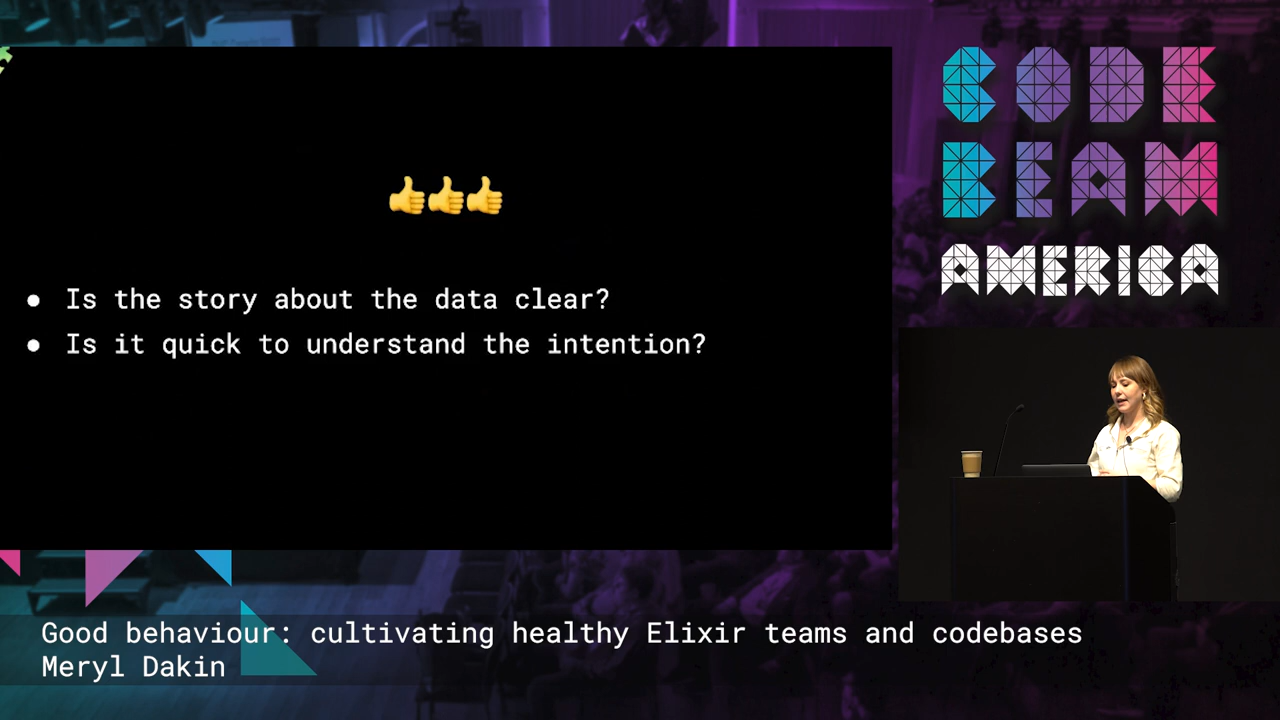 CODE
BEAM
AMERICA
👍👍👍
● Is the story about the data clear?
● Is it quick to understand the intention?
Good behaviour: cultivating healthy Elixir teams and codebases
Meryl Dakin